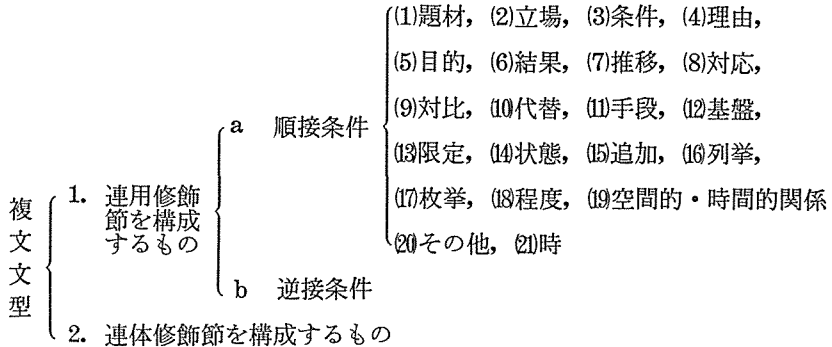 複文文型
1. 連用修飾節を構成するもの
a 順接条件
⑴題材，⑵立場，⑶条件，⑷理由，
⑸目的，⑹結果，⑺推移，⑻対応，
⑼対比，⑽代替，⑾手段，⑿基盤，
⒀限定，⒁状態，⒂追加，⒃列挙，
⒄枚挙，⒅程度，⒆空間的・時間的関係
⒇その他，(21)時
b 逆接条件
2. 連体修飾節を構成するもの